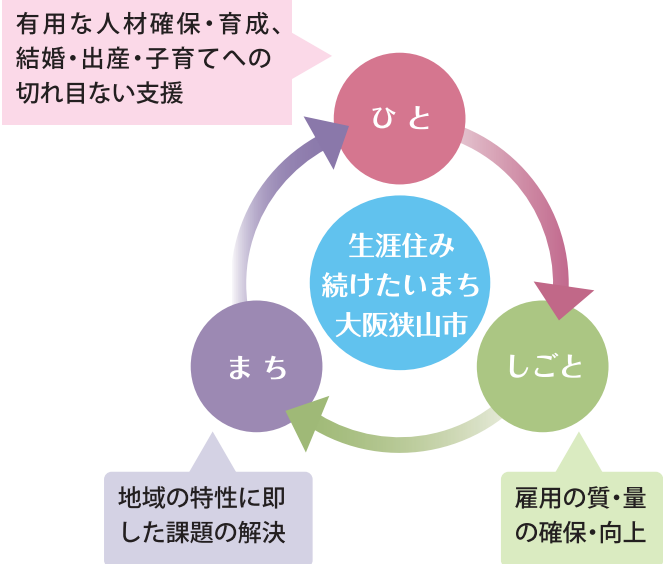 有用な人材確保・育成、
結婚・出産・子育てへの
切れ目ない支援
ひと
生涯住み
続けたいまち
大阪狭山市
まち
しごと
地域の特性に即
した課題の解決
雇用の質・量
の確保・向上